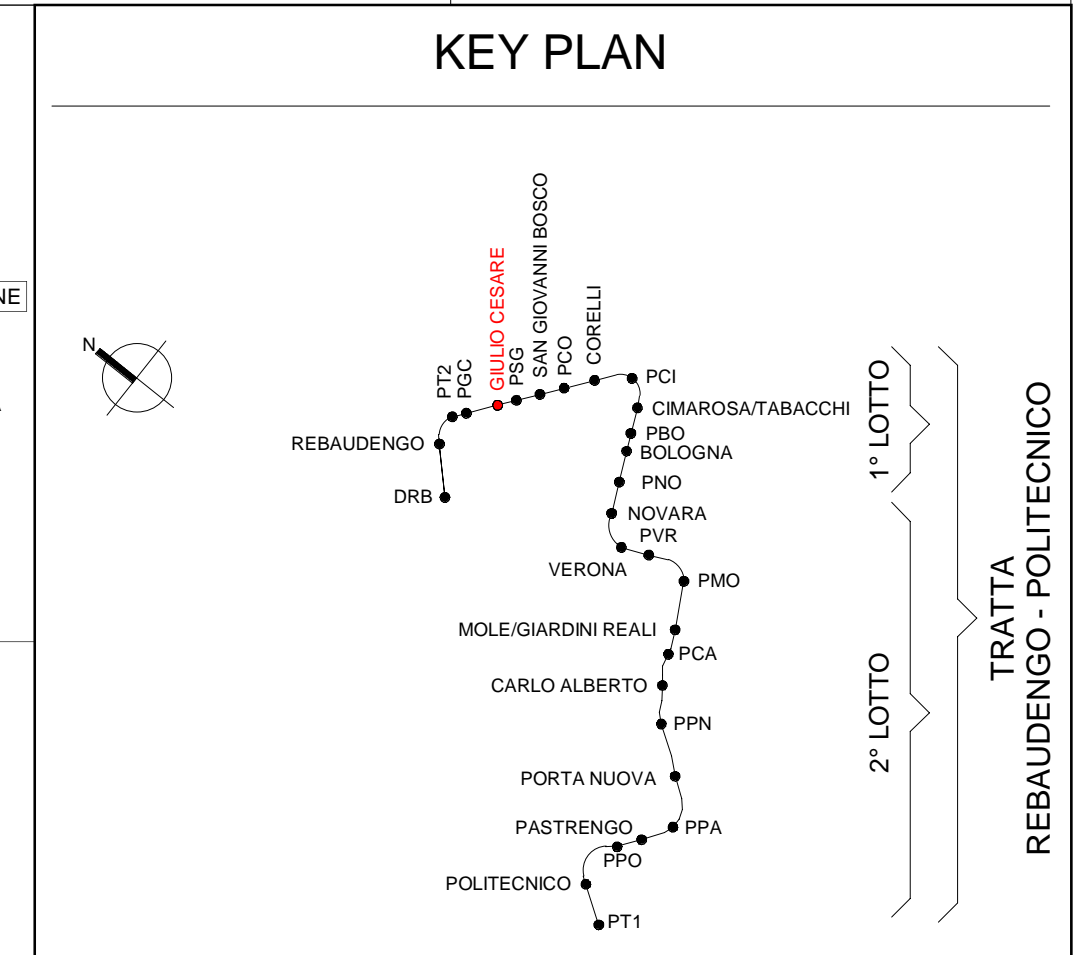 KEY PLAN
NE
N
PT2
PGC
GIULIO CESARE
PSG
SAN GIOVANNI BOSCO
PCO
CORELLI
PCI
CIMAROSA/TABACCHI
REBAUDENGO
PBO
BOLOGNA
PNO
DRB
NOVARA
PVR
VERONA
PMO
MOLE/GIARDINI REALI
PCA
CARLO ALBERTO
PPN
PORTA NUOVA
PASTRENGO
PPA
PPO
POLITECNICO
PT1
1° LOTTO
2° LOTTO
TRATTA
REBAUDENGO - POLITECNICO